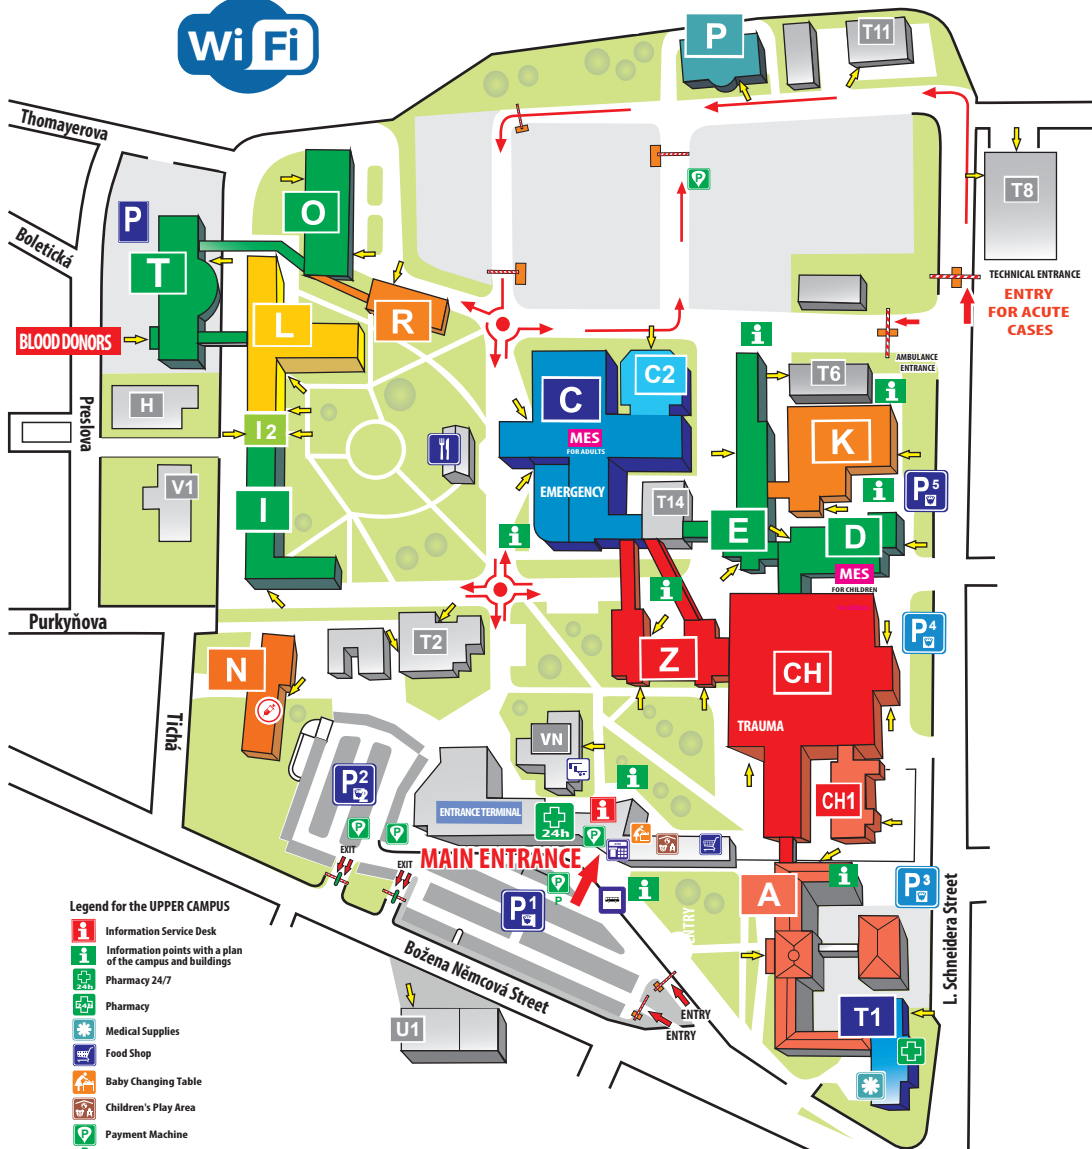 WiFi
P
T11
Thomayerova
T8
O
P
Boletická
T
TECHNICAL ENTRANCE
ENTRY
FOR ACUTE
CASES
L
R
BLOOD DONORS
AMBULANCE
ENTRANCE
C2
T6
C
H
Preslova
MES
FOR ADULTS
K
I2
EMERGENCY
V1
T14
P5
I
E
D
MES
FOR CHILDREN
Purkyňova
P4
T2
Z
CH
N
Tichá
TRAUMA
VN
P2
2
CH1
ENTRANCE TERMINAL
24h
EXIT
EXIT
MAIN ENTRANCE
A
P3
P
P1
Legend for the UPPER CAMPUS
Information Service Desk
ENTRY
L. Schneidera Street
Information points with a plan
of the campus and buildings
Božena Němcová Street
24h
Pharmacy 24/7
24h
Pharmacy
ENTRY
T1
Medical Supplies
U1
ENTRY
Food Shop
Baby Changing Table
Children's Play Area
P
Payment Machine